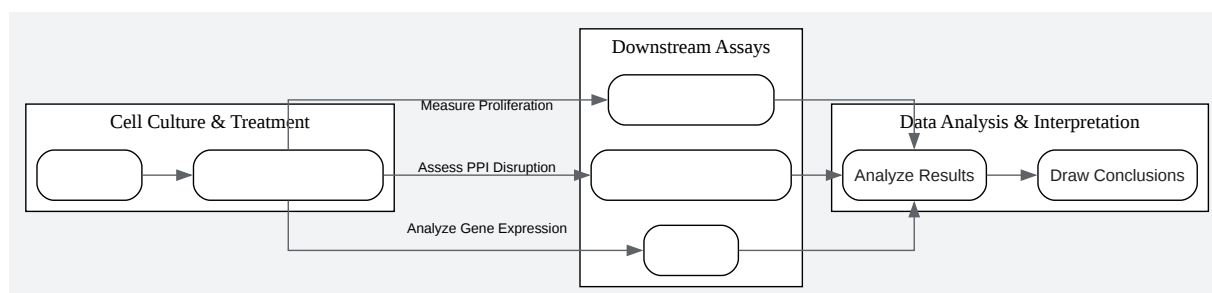 Downstream Assays
Measure Proliferation
Cell Culture & Treatment
Data Analysis & Interpretation
Assess PPI Disruption
Analyze Results
Draw Conclusions
Analyze Gene Expression